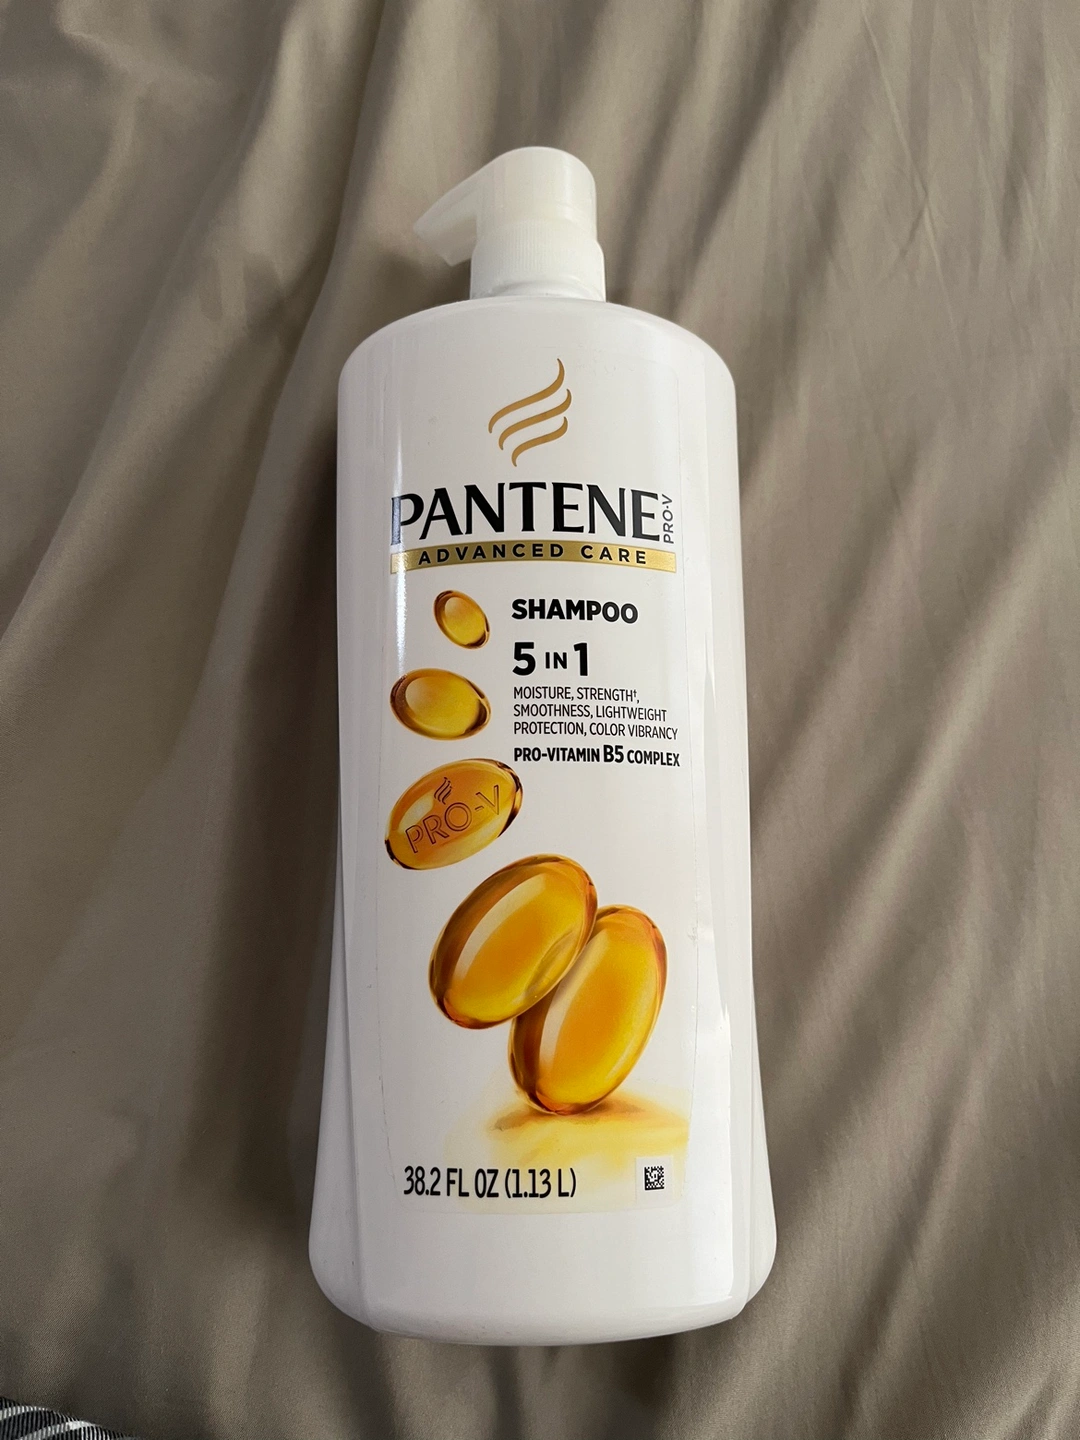 PANTENE PRO-V
ADVANCED CARE
SHAMPOO
5 IN 1
MOISTURE, STRENGTH†,
SMOOTHNESS, LIGHTWEIGHT
PROTECTION, COLOR VIBRANCY
PRO-VITAMIN B5 COMPLEX
PRO-V
38.2 FL OZ (1.13 L)